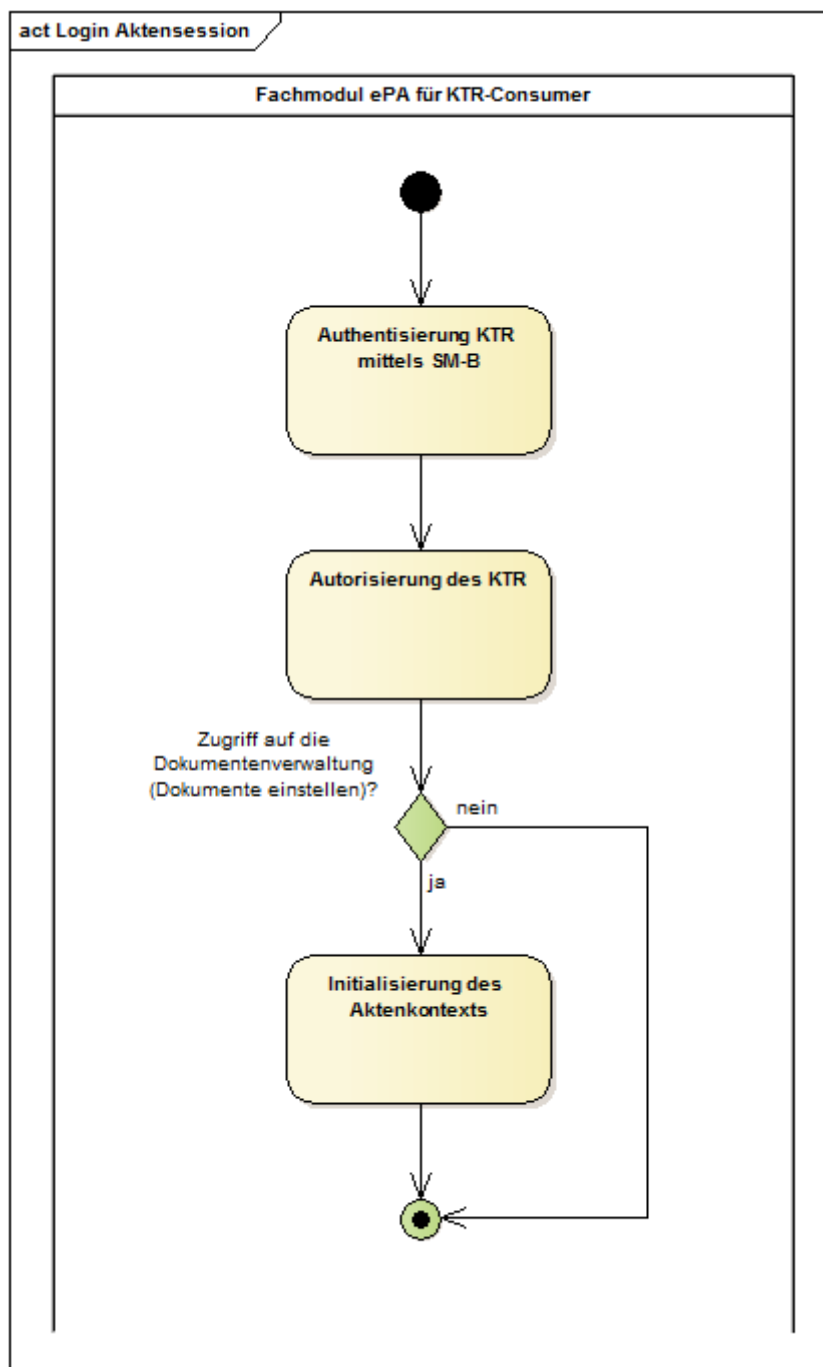 act Login Aktensession
Fachmodul ePA für KTR-Consumer
Authentisierung KTR
mittels SM-B
Autorisierung des KTR
Zugriff auf die
Dokumentenverwaltung
(Dokumente einstellen)?
nein
ja
Initialisierung des
Aktenkontexts